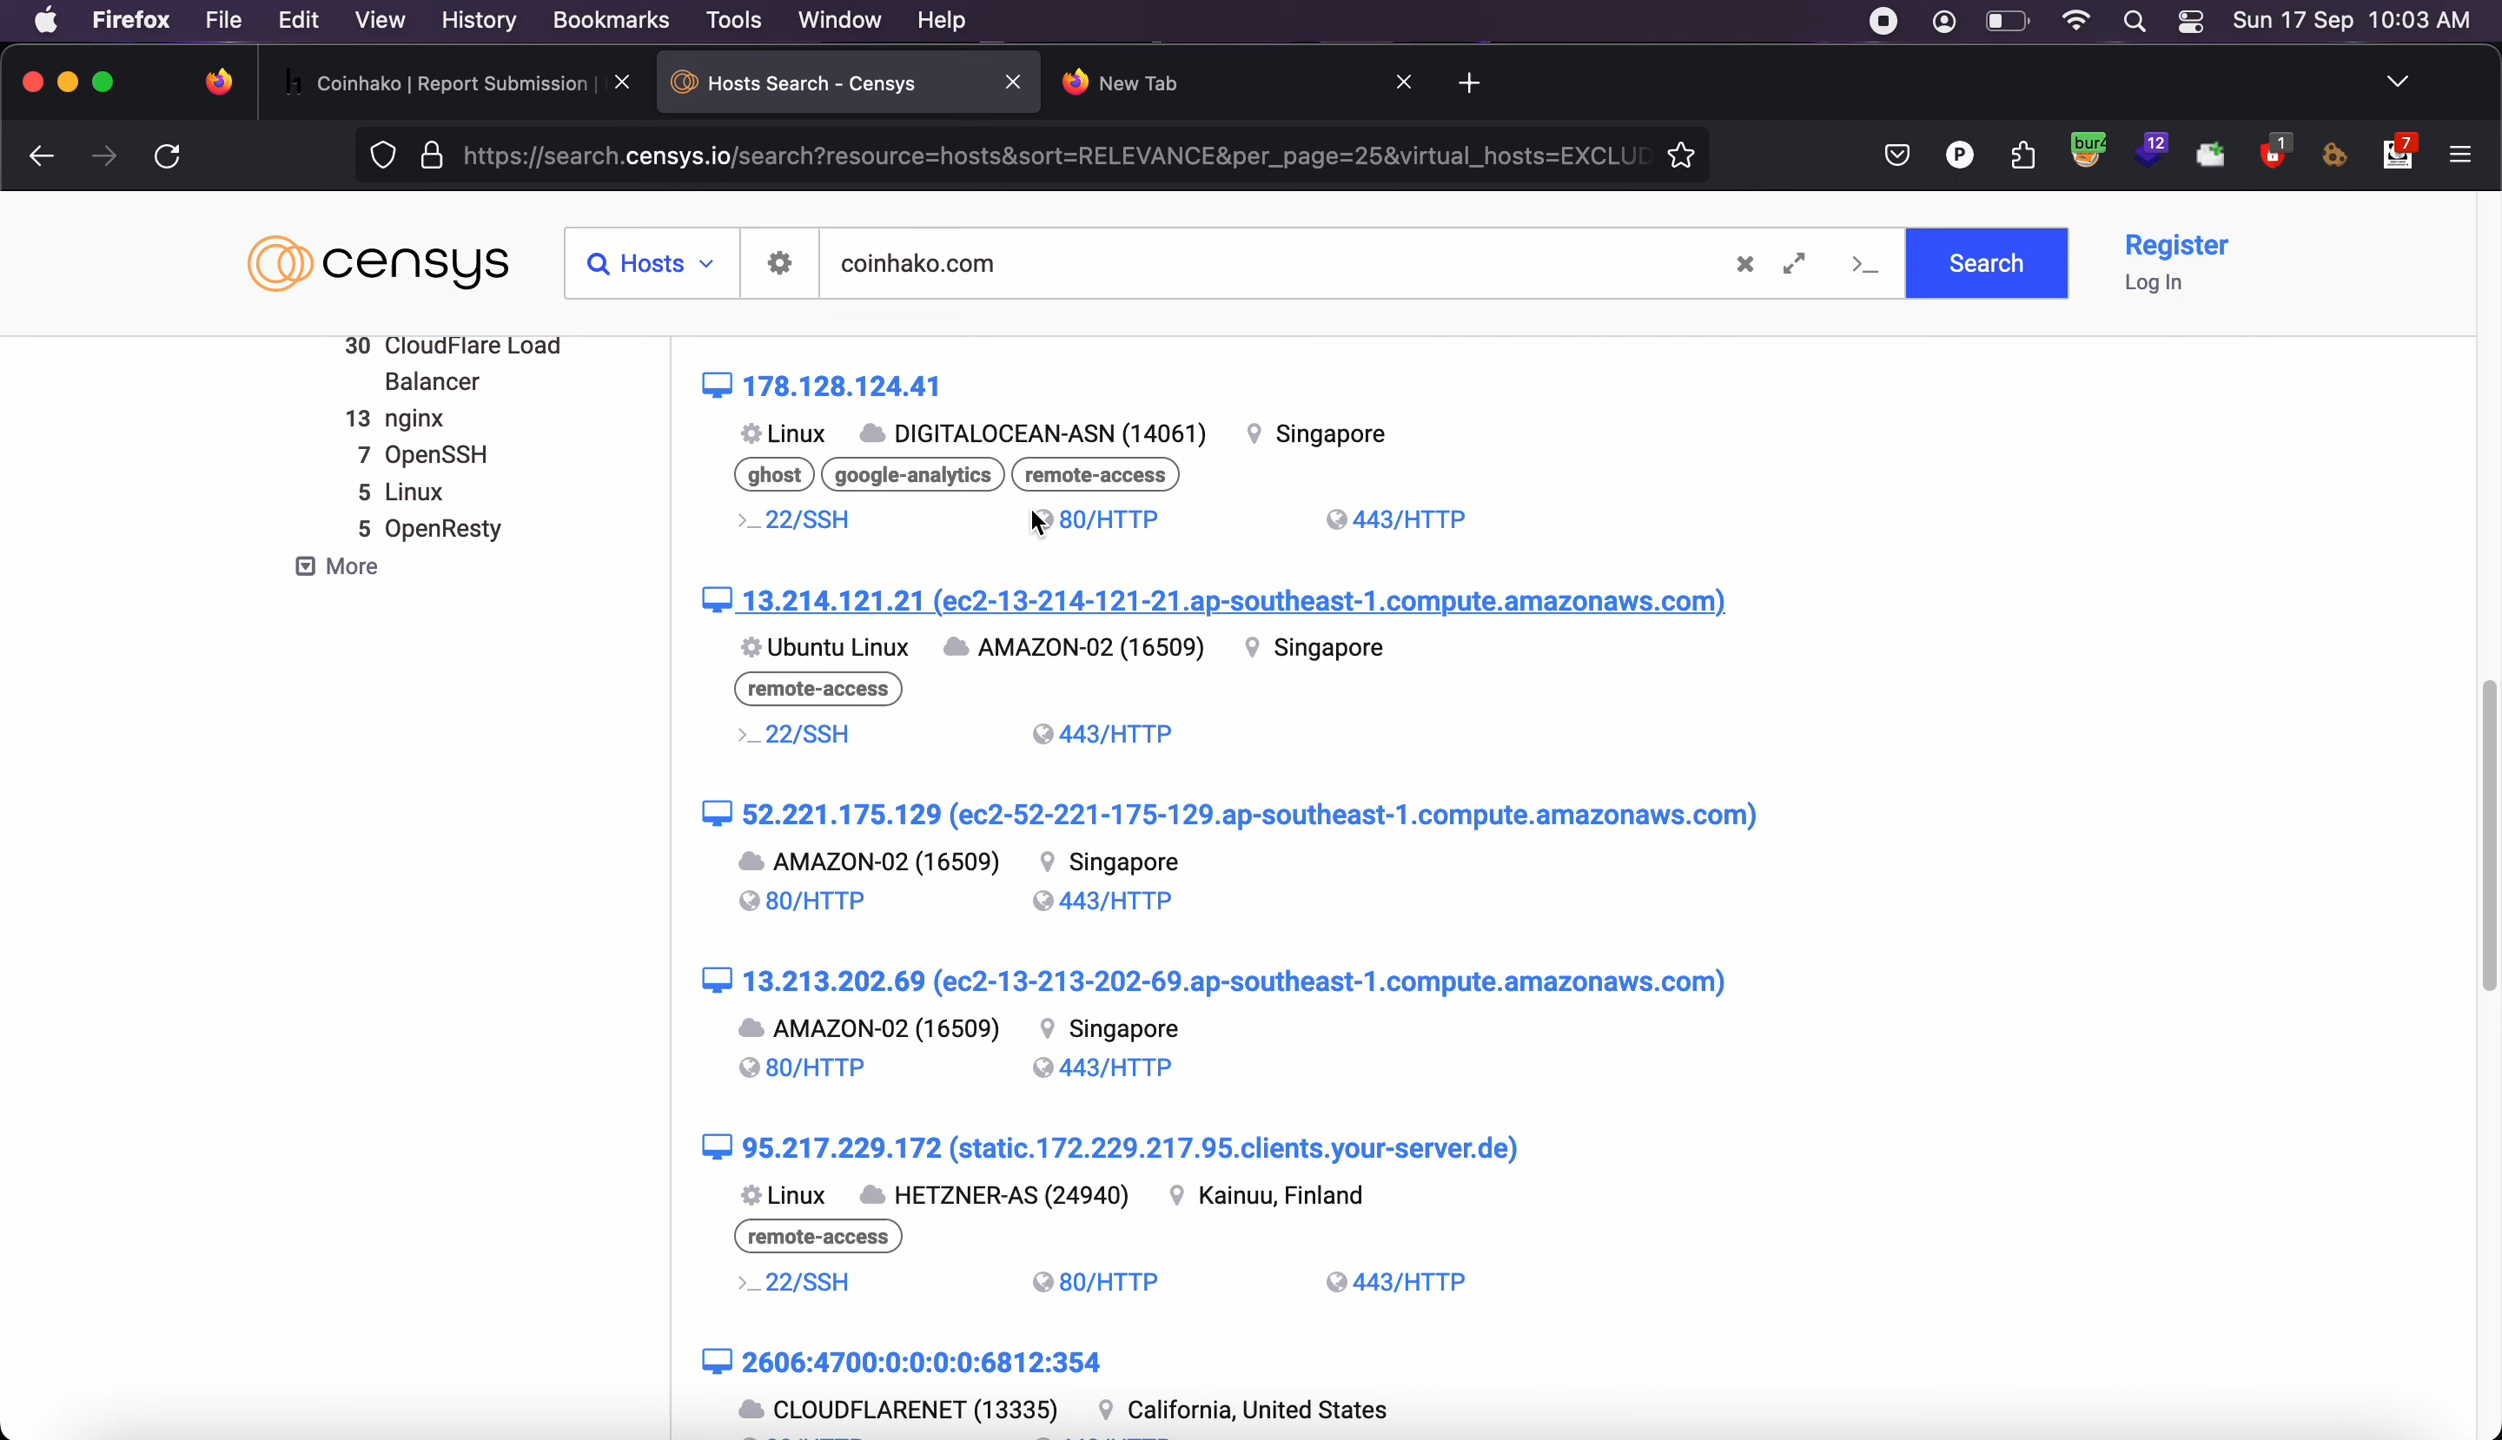 Firefox File Edit View History Bookmarks Tools Window Help Sun 17 Sep 10:03 AM
Coinhako | Report Submission | Hosts Search - Censys New Tab
https://search.censys.io/search?resource=hosts&sort=RELEVANCE&per_page=25&virtual_hosts=EXCLUD P 12 1 7
censys Hosts coinhako.com >_ Search Register
Log In
30 CloudFlare Load
Balancer
13 nginx
7 OpenSSH
5 Linux
5 OpenResty
More
178.128.124.41
Linux DIGITALOCEAN-ASN (14061) Singapore
ghost google-analytics remote-access
>_ 22/SSH 80/HTTP 443/HTTP
13.214.121.21 (ec2-13-214-121-21.ap-southeast-1.compute.amazonaws.com)
Ubuntu Linux AMAZON-02 (16509) Singapore
remote-access
>_ 22/SSH 443/HTTP
52.221.175.129 (ec2-52-221-175-129.ap-southeast-1.compute.amazonaws.com)
AMAZON-02 (16509) Singapore
80/HTTP 443/HTTP
13.213.202.69 (ec2-13-213-202-69.ap-southeast-1.compute.amazonaws.com)
AMAZON-02 (16509) Singapore
80/HTTP 443/HTTP
95.217.229.172 (static.172.229.217.95.clients.your-server.de)
Linux HETZNER-AS (24940) Kainuu, Finland
remote-access
>_ 22/SSH 80/HTTP 443/HTTP
2606:4700:0:0:0:0:6812:354
CLOUDFLARENET (13335) California, United States